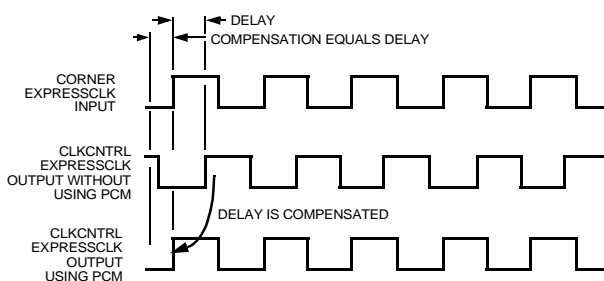 DELAY
COMPENSATION EQUALS DELAY
CORNER
EXPRESSCLK
INPUT
CLKCNTRL
EXPRESSCLK
OUTPUT WITHOUT
USING PCM
DELAY IS COMPENSATED
CLKCNTRL
EXPRESSCLK
OUTPUT
USING PCM